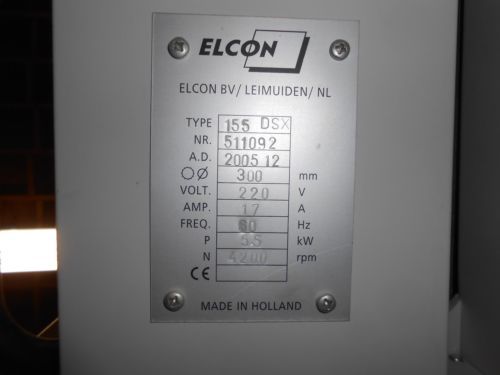 ELCON
ELCON BV/ LEIMUIDEN/ NL
TYPE 155 DSX
NR. 511092
A.D. 2005 12
○ Ø 300 mm
VOLT. 220 V
AMP. 17 A
FREQ. 60 Hz
P 5.5 kW
N 4200 rpm
CE
MADE IN HOLLAND